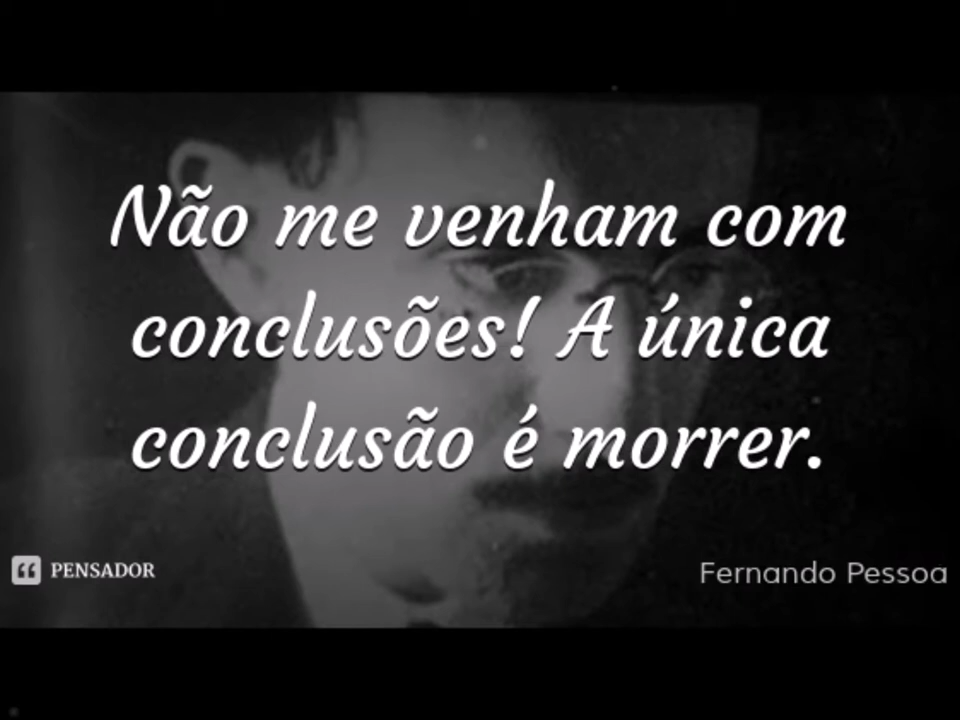 Não me venham com
conclusões! A única
conclusão é morrer.
PENSADOR
Fernando Pessoa